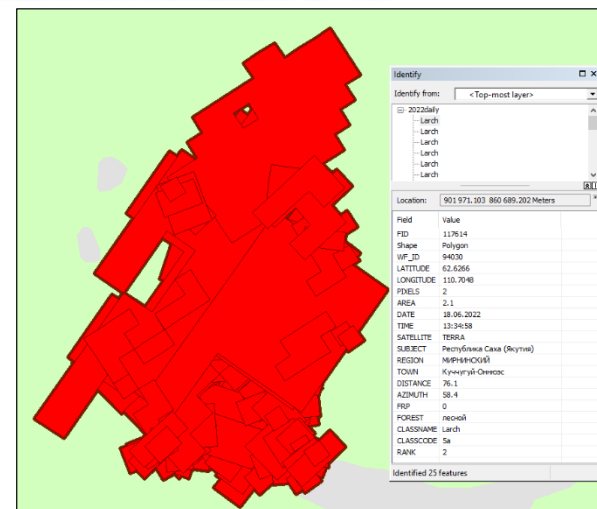 Identify
Identify from: <Top-most layer>
2022daily
Larch
Larch
Larch
Larch
Larch
Location: 901 971,103 860 689,202 Meters
Field Value
FID 117614
Shape Polygon
WF_ID 94030
LATITUDE 62.6266
LONGITUDE 110.7048
PIXELS 2
AREA 2.1
DATE 18.06.2022
TIME 13:34:58
SATELLITE TERRA
SUBJECT Республика Саха (Якутия)
REGION МИРНИНСКИЙ
TOWN Куччугуй-Онхоэс
DISTANCE 76.1
AZIMUTH 58.4
FRP 0
FOREST лесной
CLASSNAME Larch
CLASSCODE 5a
RANK 2
Identified 25 features